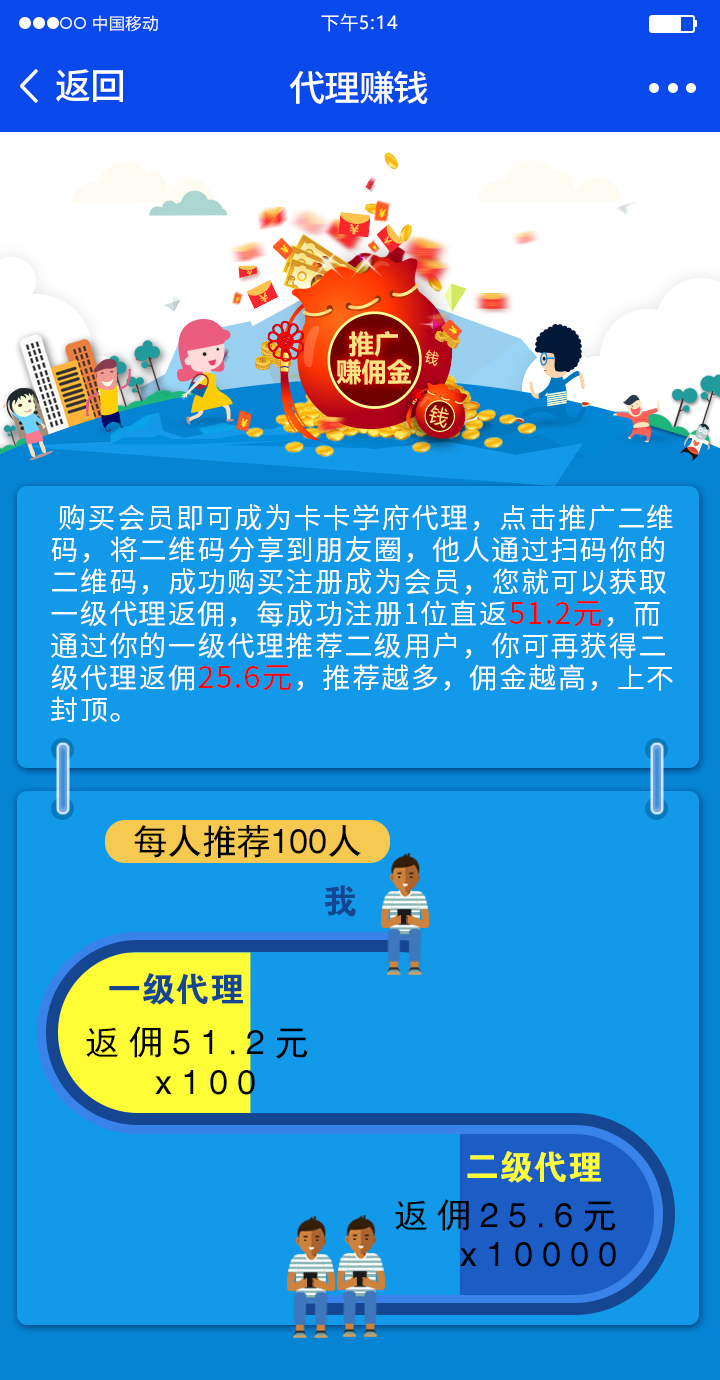 中国移动 下午5:14
返回 代理赚钱
推广
赚佣金
钱
钱
购买会员即可成为卡卡学府代理，点击推广二维
码，将二维码分享到朋友圈，他人通过扫码你的
二维码，成功购买注册成为会员，您就可以获取
一级代理返佣，每成功注册1位直返51.2元，而
通过你的一级代理推荐二级用户，你可再获得二
级代理返佣25.6元，推荐越多，佣金越高，上不
封顶。
每人推荐100人
我
一级代理
返佣51.2元
x100
二级代理
返佣25.6元
x10000